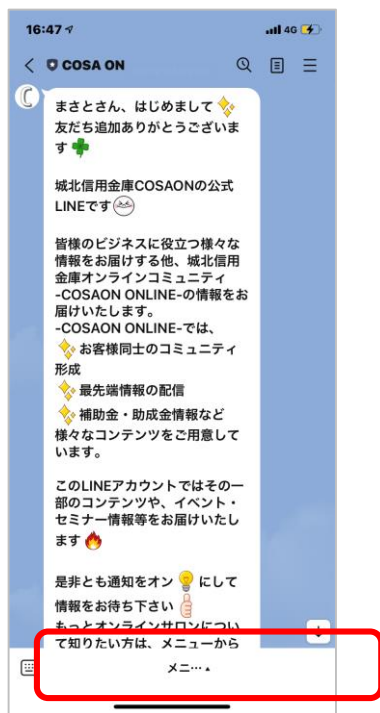 16:47
4G
COSA ON
まさとさん、はじめまして✨
友だち追加ありがとうございま
す🍀
城北信用金庫COSAONの公式
LINEです
皆様のビジネスに役立つ様々な
情報をお届けする他、城北信用
金庫オンラインコミュニティ
-COSAON ONLINE-の情報をお
届けいたします。
-COSAON ONLINE-では、
✨お客様同士のコミュニティ
形成
✨最先端情報の配信
✨補助金・助成金情報など
様々なコンテンツをご用意して
います。
このLINEアカウントではその一
部のコンテンツや、イベント・
セミナー情報等をお届けいたし
ます🔥
是非とも通知をオン💡にして
情報をお待ち下さい
もっとオンラインサロンについ
て知りたい方は、メニューから
メニ…▴